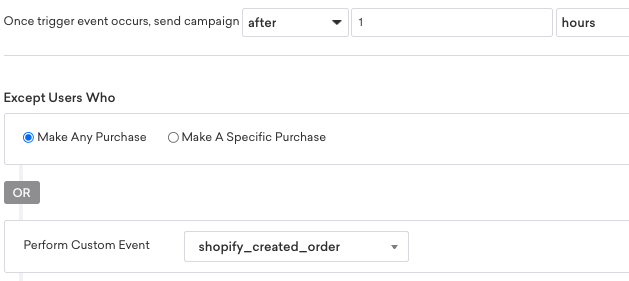 Once trigger event occurs, send campaign after 1 hours
Except Users Who
Make Any Purchase Make A Specific Purchase
OR
Perform Custom Event shopify_created_order